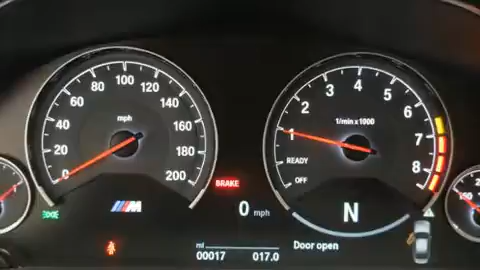 0
20
40
60
80
100
120
140
160
180
200
mph
M
BRAKE
OFF
READY
1
2
3
4
5
6
7
8
1/min x 1000
0 mph
N
mi
00017 017.0
Door open